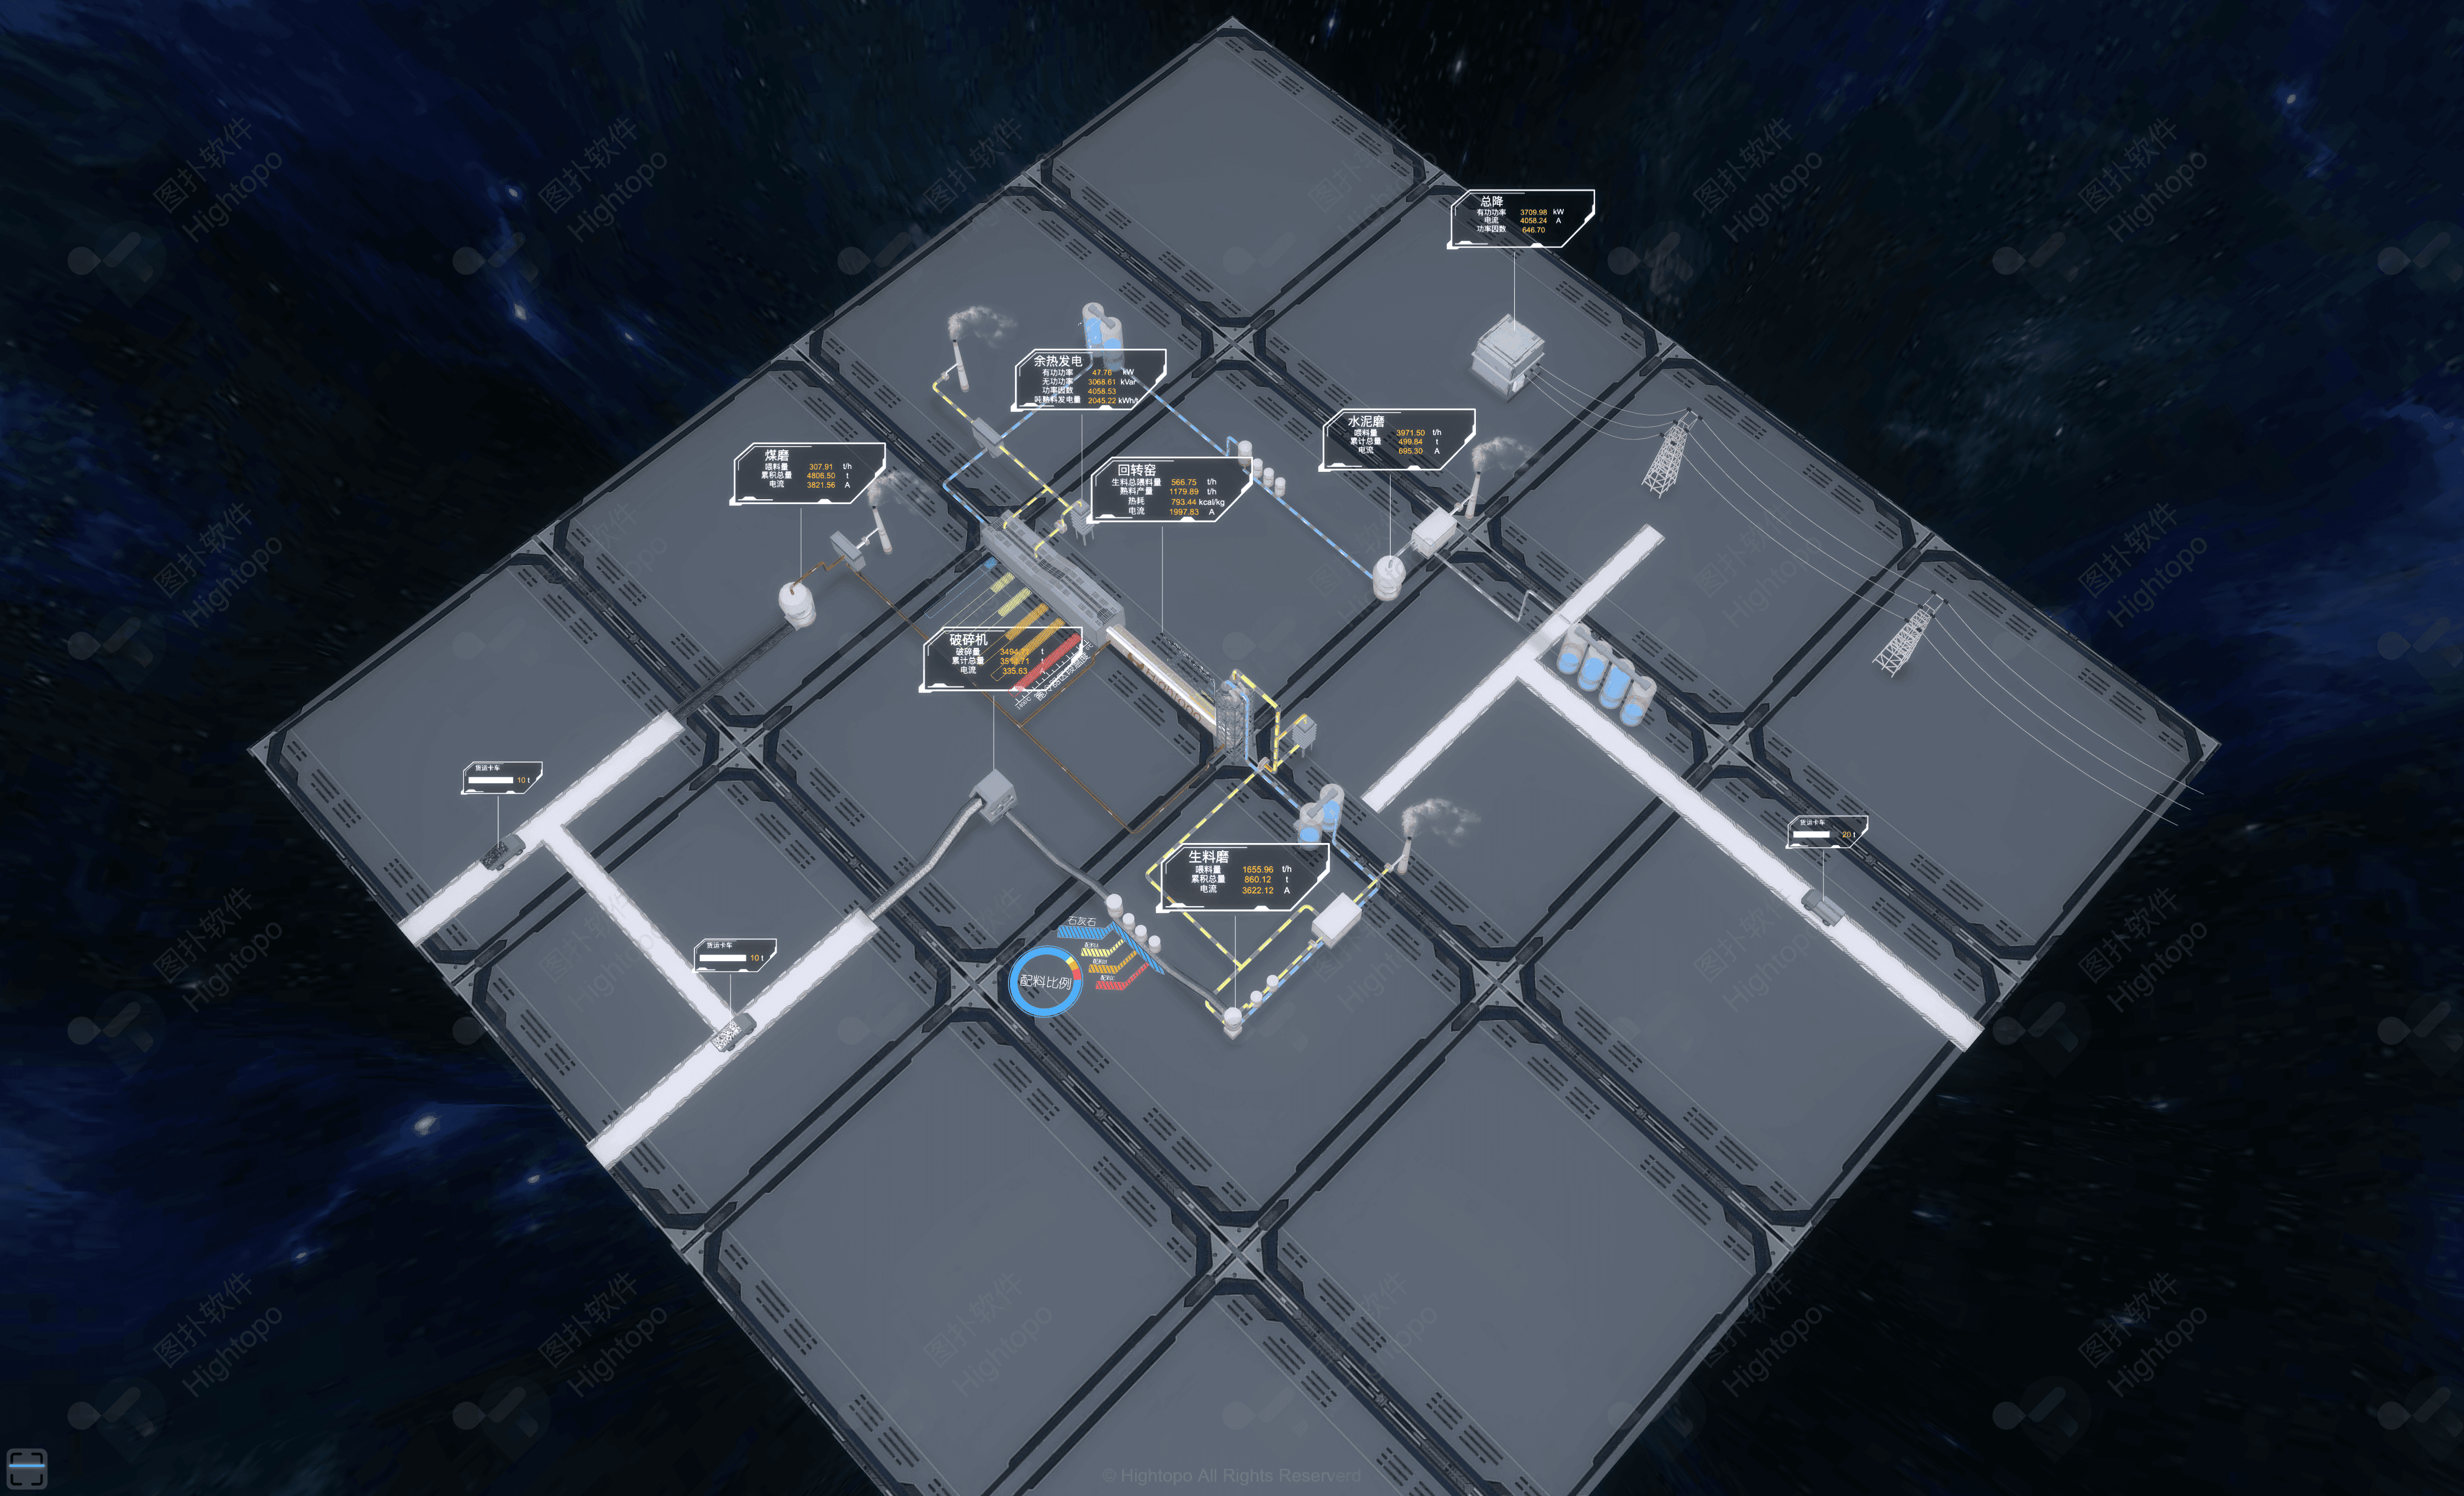 总降
有功功率 3709.98 kW
电流 4058.24 A
功率因数 646.70
余热发电
有功功率 47.76 kW
无功功率 3068.61 kVar
功率因数 4058.53
吨熟料发电量 2045.22 kWh/t
水泥磨
喂料量 3971.50 t/h
累计总量 499.84 t
电流 695.30 A
煤磨
喂料量 307.91 t/h
累积总量 4806.50 t
电流 3821.56 A
回转窑
生料总喂料量 566.75 t/h
熟料产量 1179.89 t/h
热耗 793.44 kcal/kg
电流 1997.83 A
破碎机
破碎量 t
累计总量 t
电流 335.63 A
Hightopo
货运卡车
10 t
货运卡车
20 t
生料磨
喂料量 1655.96 t/h
累积总量 860.12 t
电流 3622.12 A
石灰石
配料比例
货运卡车
10 t
图扑软件
Hightopo
© Hightopo All Rights Reserverd